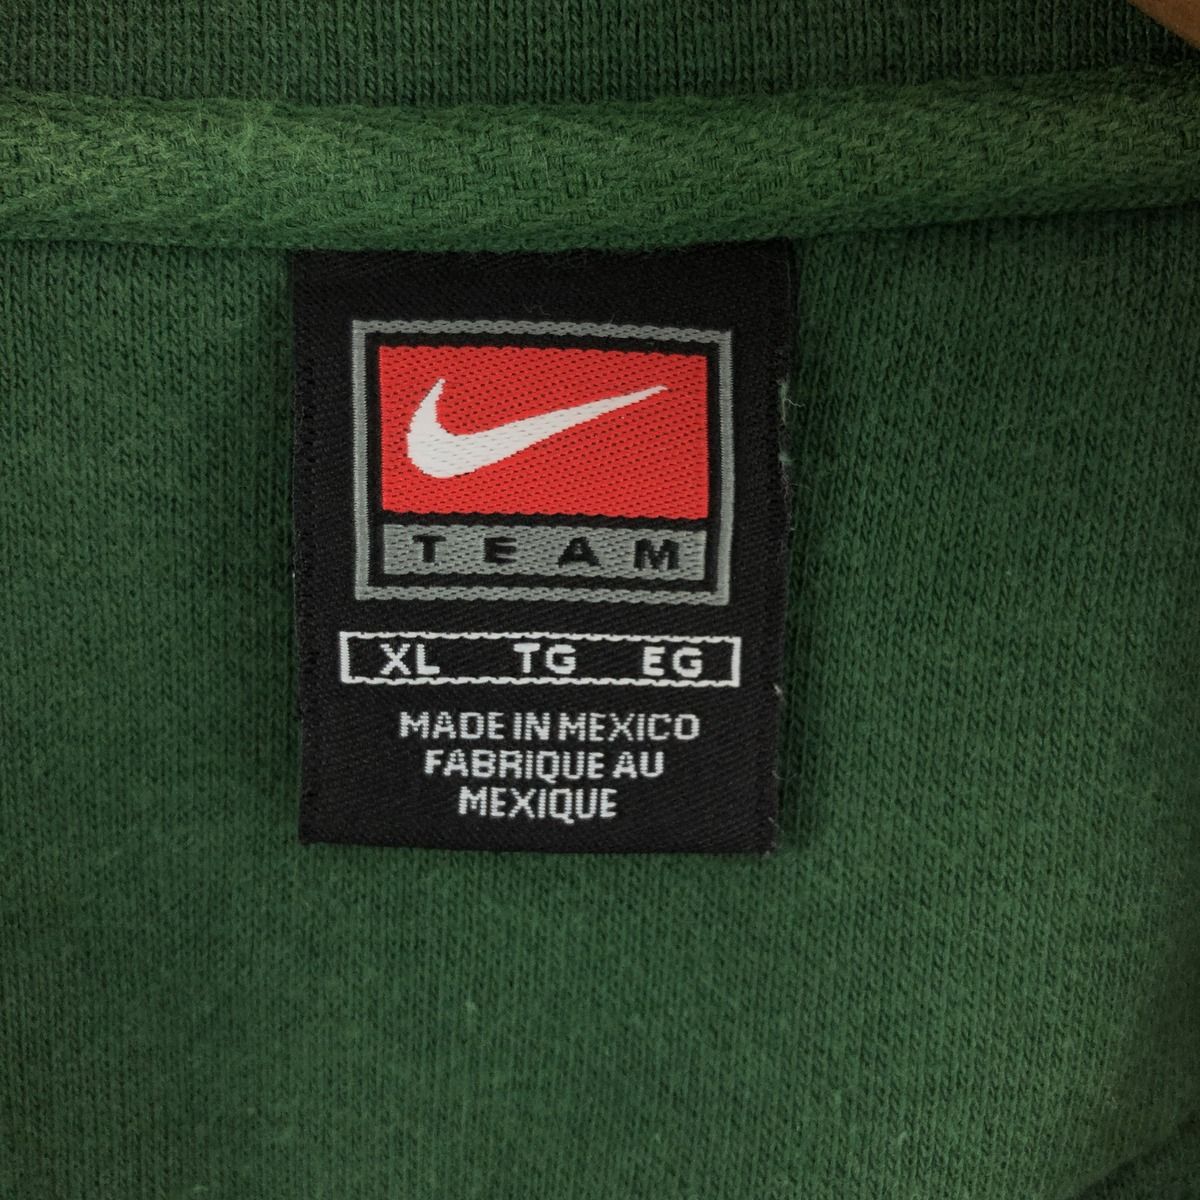 TEAM
XL TG EG
MADE IN MEXICO
FABRIQUE AU
MEXIQUE